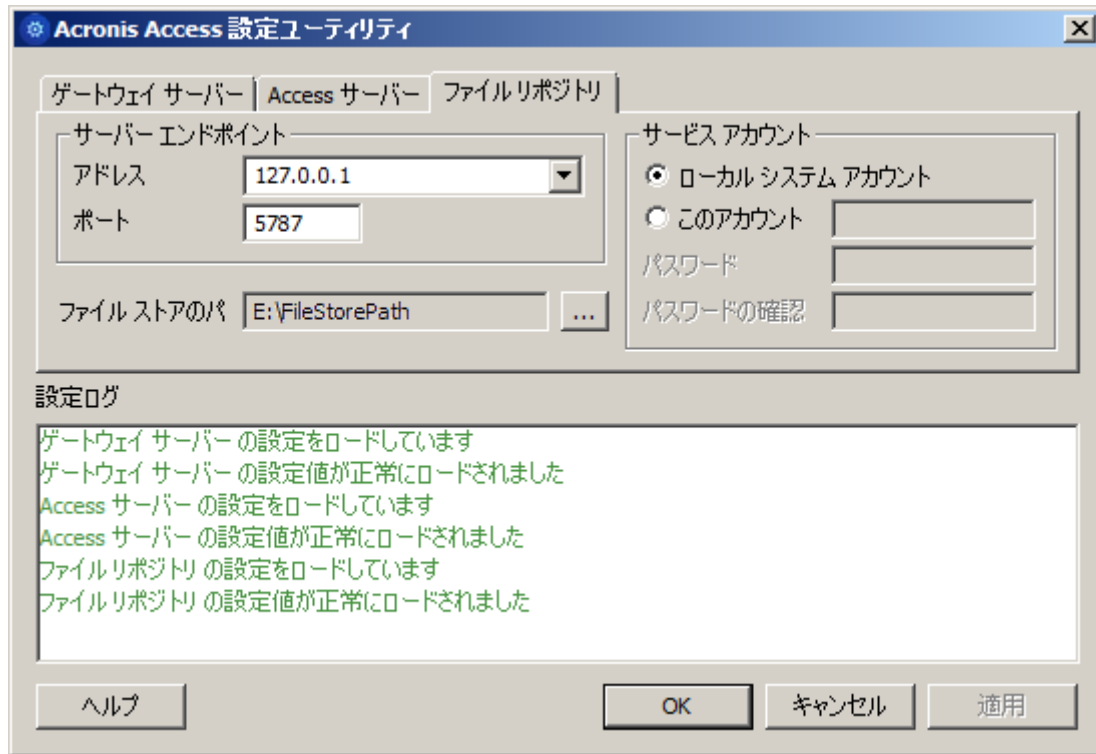 Acronis Access 設定ユーティリティ
ゲートウェイ サーバー
Access サーバー
ファイル リポジトリ
サーバー エンドポイント
アドレス
127.0.0.1
ポート
5787
ファイル ストアのパ
E:\FileStorePath
...
サービス アカウント
ローカル システム アカウント
このアカウント
パスワード
パスワードの確認
設定ログ
ゲートウェイ サーバー の設定をロードしています
ゲートウェイ サーバー の設定値が正常にロードされました
Access サーバー の設定をロードしています
Access サーバー の設定値が正常にロードされました
ファイル リポジトリ の設定をロードしています
ファイル リポジトリ の設定値が正常にロードされました
ヘルプ
OK
キャンセル
適用